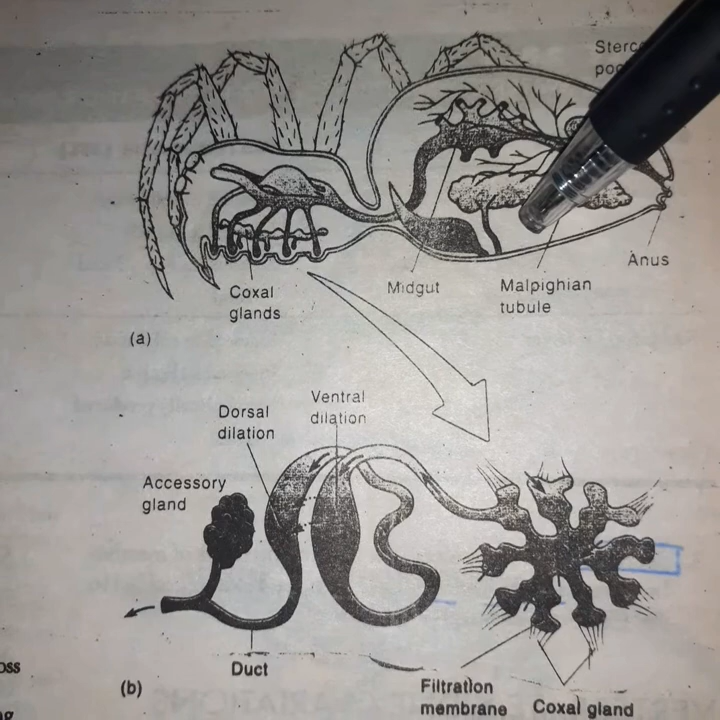 Coxal
glands
Midgut
Malpighian
tubule
Anus
(a)
Dorsal
dilation
Ventral
dilation
Accessory
gland
Duct
(b)
Filtration
membrane
Coxal gland